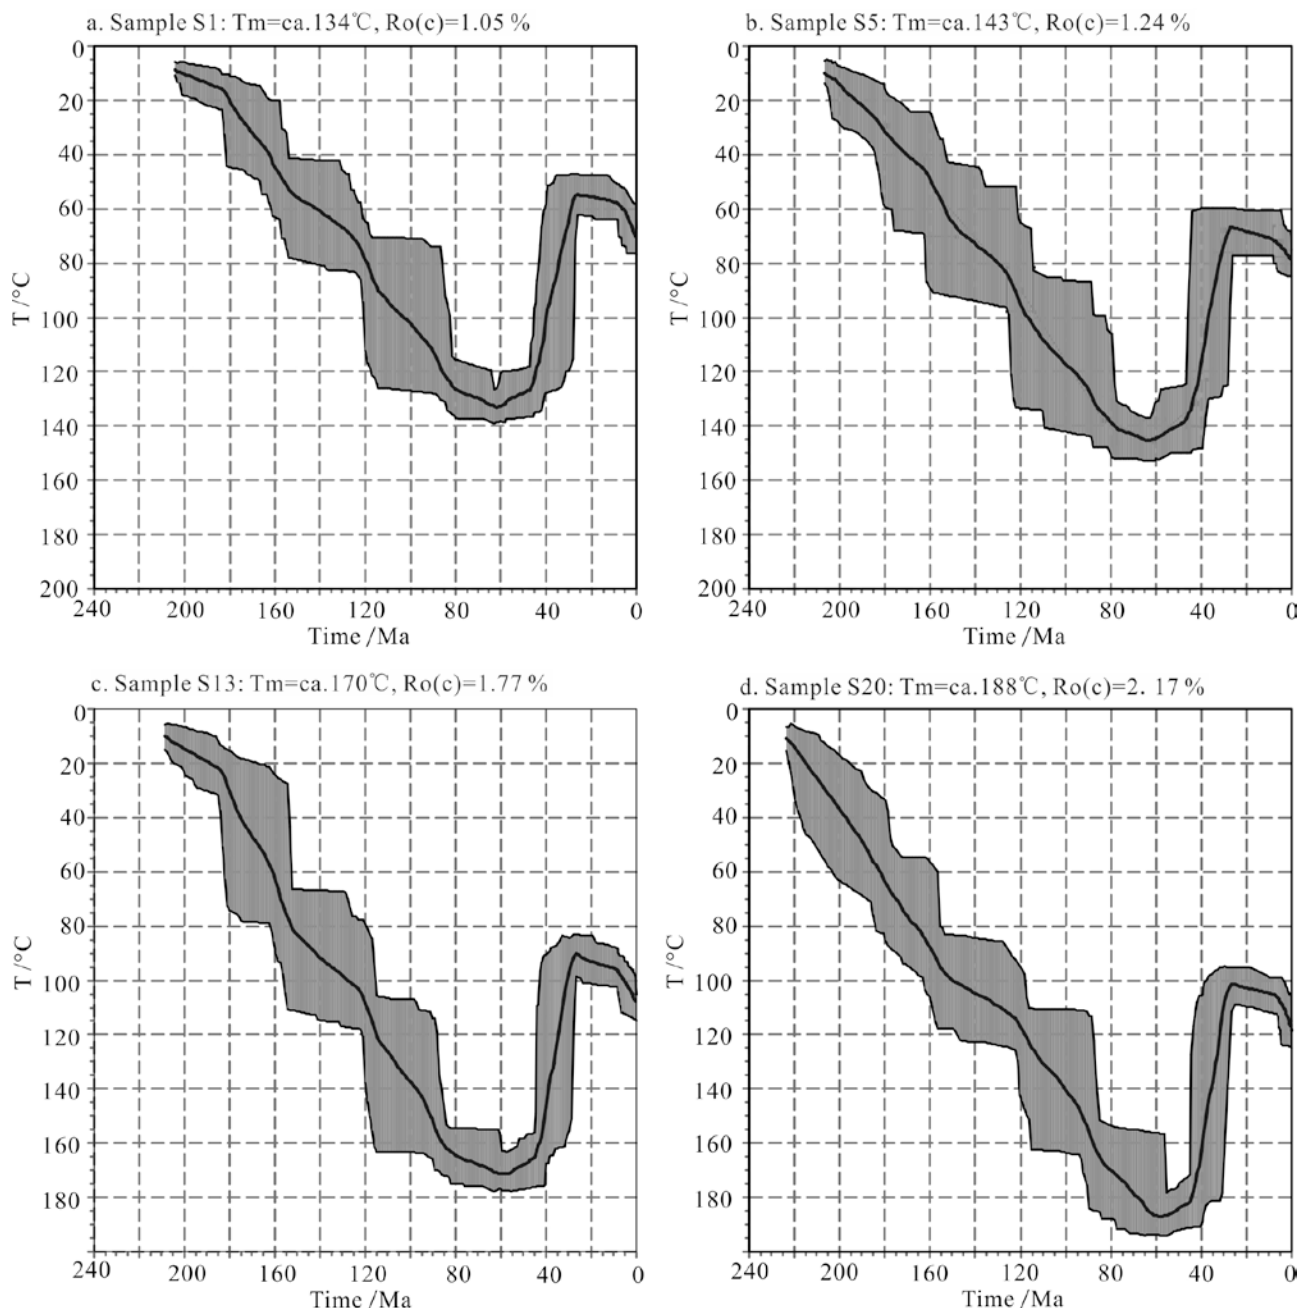 a. Sample S1: Tm=ca.134℃, Ro(c)=1.05 %
0
20
40
60
80
100
120
140
160
180
200
T /°C
240 200 160 120 80 40 0
Time /Ma
b. Sample S5: Tm=ca.143℃, Ro(c)=1.24 %
0
20
40
60
80
100
120
140
160
180
200
T /°C
240 200 160 120 80 40 0
Time /Ma
c. Sample S13: Tm=ca.170℃, Ro(c)=1.77 %
0
20
40
60
80
100
120
140
160
180
T /°C
240 200 160 120 80 40 0
Time /Ma
d. Sample S20: Tm=ca.188℃, Ro(c)=2. 17 %
0
20
40
60
80
100
120
140
160
180
T /°C
240 200 160 120 80 40 0
Time /Ma